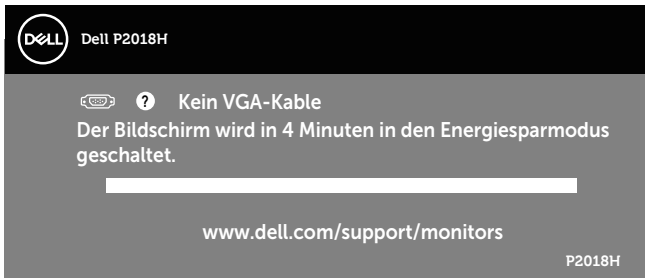 DELL Dell P2018H
? Kein VGA-Kable
Der Bildschirm wird in 4 Minuten in den Energiesparmodus
geschaltet.
www.dell.com/support/monitors
P2018H